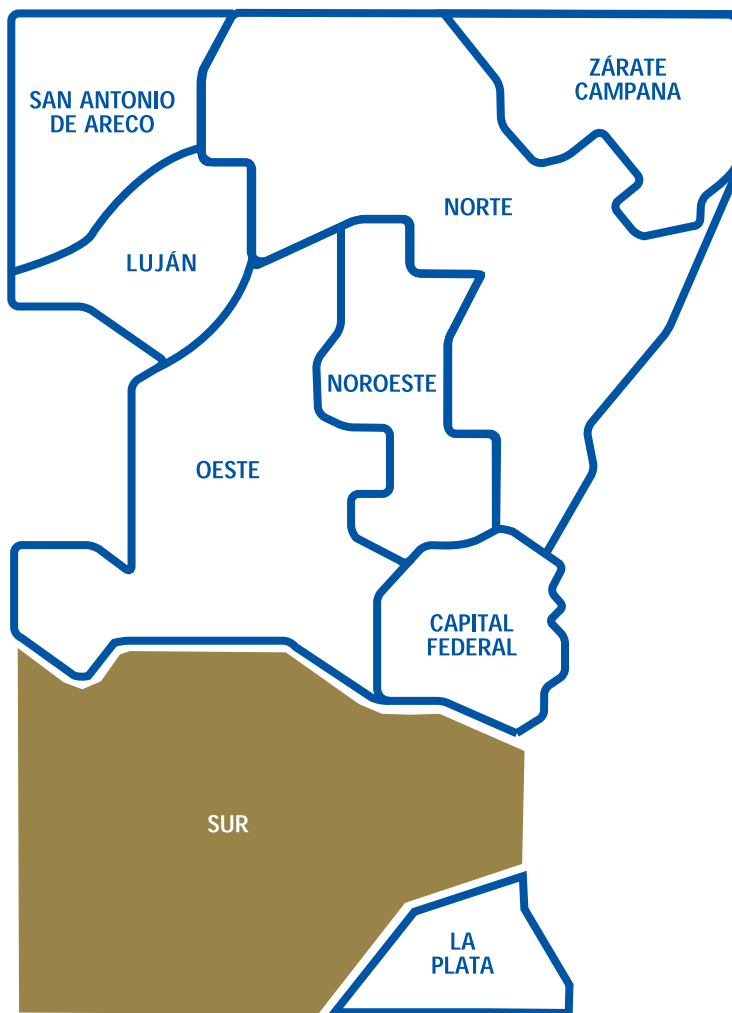 ZÁRATE
CAMPANA
SAN ANTONIO
DE ARECO
NORTE
LUJÁN
NOROESTE
OESTE
CAPITAL
FEDERAL
SUR
LA
PLATA